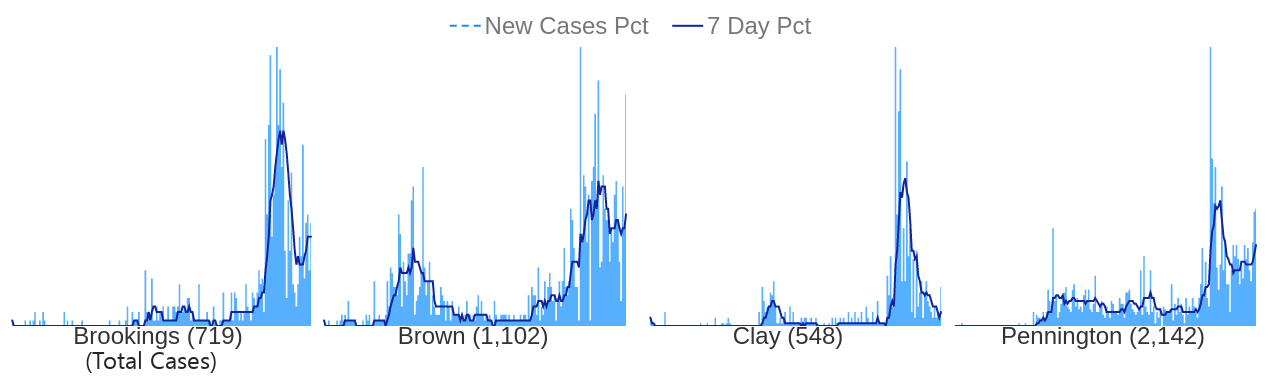 New Cases Pct 7 Day Pct
Brookings (719) Brown (1,102) Clay (548) Pennington (2,142)
(Total Cases)